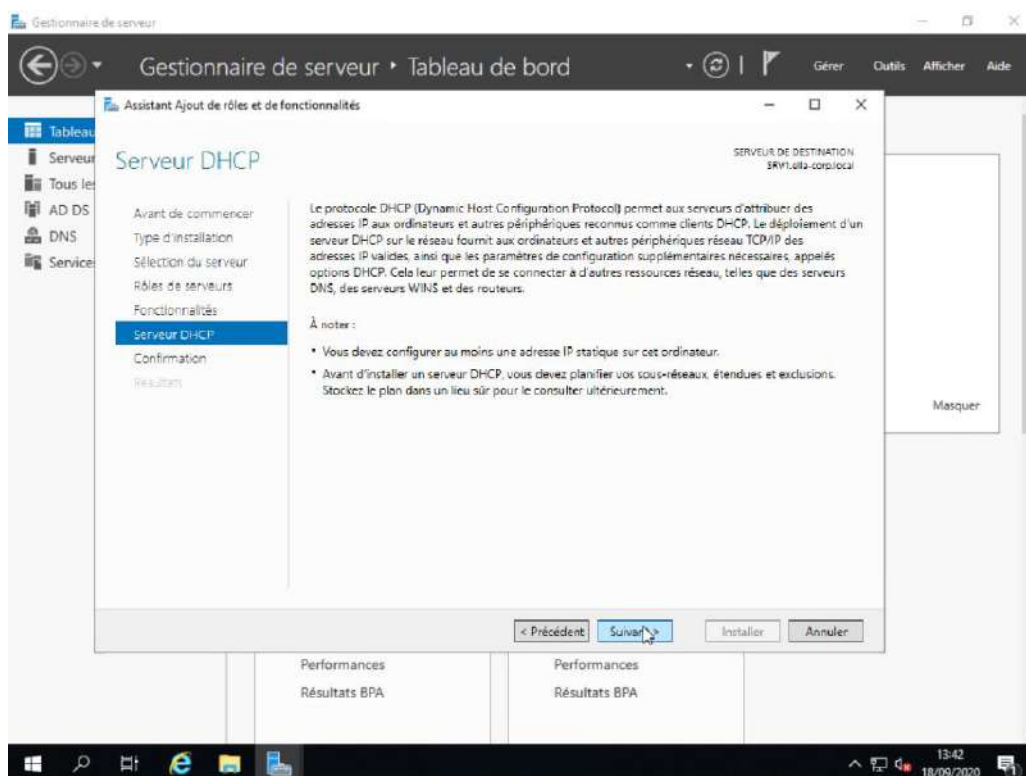 Gestionnaire de serveur
Gestionnaire de serveur • Tableau de bord
Gérer Outils Afficher Aide
Assistant Ajout de rôles et de fonctionnalités
Tableau
Serveur
Tous les
AD DS
DNS
Service
Serveur DHCP
SERVEUR DE DESTINATION
Avant de commencer
Type d'installation
Sélection du serveur
Rôles de serveurs
Fonctionnalités
Serveur DHCP
Confirmation
Résultats
Le protocole DHCP (Dynamic Host Configuration Protocol) permet aux serveurs d'attribuer des
adresses IP aux ordinateurs et autres périphériques reconnus comme clients DHCP. Le déploiement d'un
serveur DHCP sur le réseau fournit aux ordinateurs et autres périphériques réseau TCP/IP des
adresses IP valides, ainsi que les paramètres de configuration supplémentaires nécessaires, appelés
options DHCP. Cela leur permet de se connecter à d'autres ressources réseau, telles que des serveurs
DNS, des serveurs WINS et des routeurs.
À noter :
• Vous devez configurer au moins une adresse IP statique sur cet ordinateur.
• Avant d'installer un serveur DHCP, vous devez planifier vos sous-réseaux, étendues et exclusions.
Stockez le plan dans un lieu sûr pour le consulter ultérieurement.
Masquer
< Précédent Suivant > Installer Annuler
Performances
Résultats BPA
Performances
Résultats BPA
13:42
18/09/2020